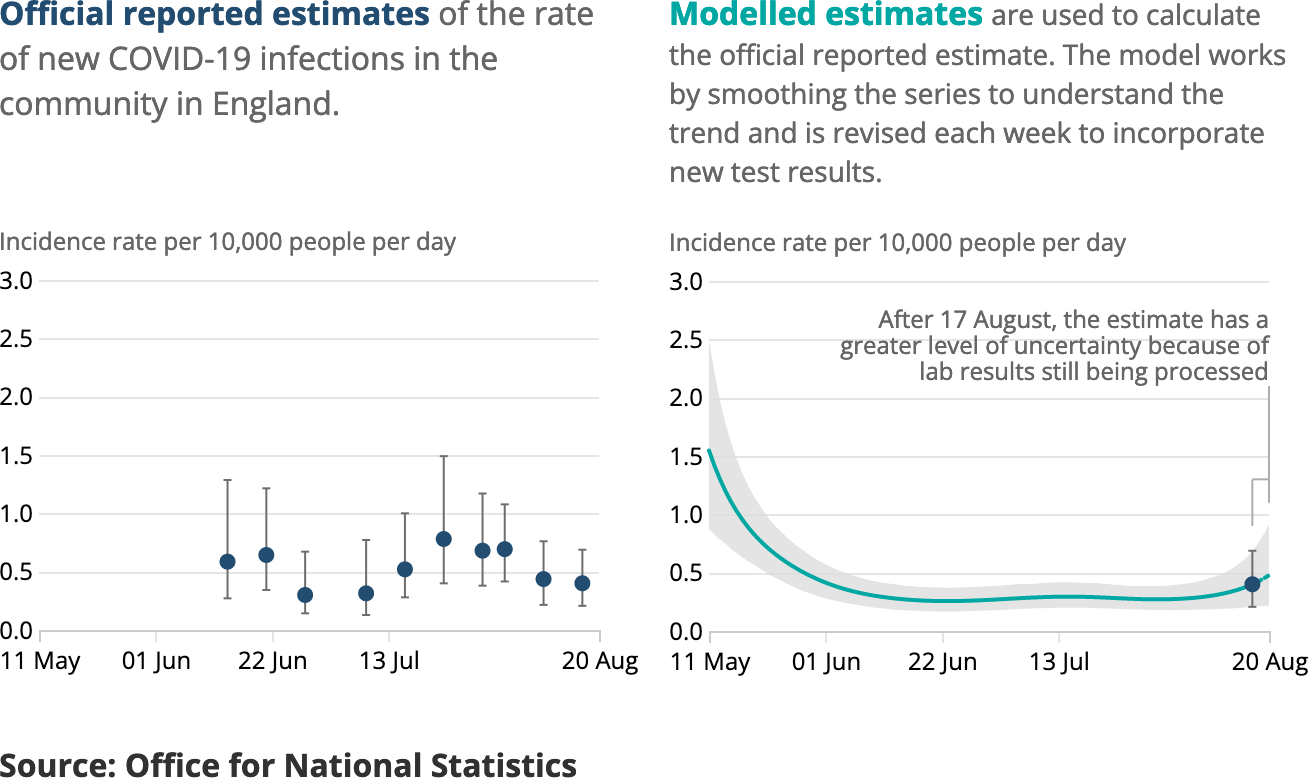 Official reported estimates of the rate
of new COVID-19 infections in the
community in England.
Incidence rate per 10,000 people per day
3.0
2.5
2.0
1.5
1.0
0.5
0.0
11 May 01 Jun 22 Jun 13 Jul 20 Aug
Modelled estimates are used to calculate
the official reported estimate. The model works
by smoothing the series to understand the
trend and is revised each week to incorporate
new test results.
Incidence rate per 10,000 people per day
3.0
After 17 August, the estimate has a
greater level of uncertainty because of
lab results still being processed
2.5
2.0
1.5
1.0
0.5
0.0
11 May 01 Jun 22 Jun 13 Jul 20 Aug
Source: Office for National Statistics